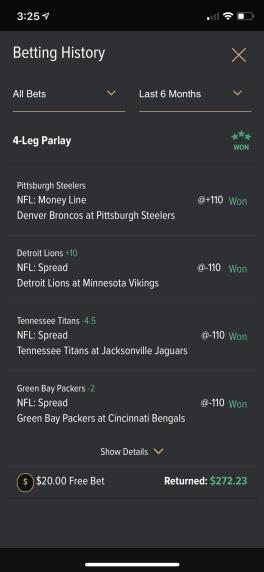 3:25
Betting History
All Bets
Last 6 Months
4-Leg Parlay
WON
Pittsburgh Steelers
NFL: Money Line @+110 Won
Denver Broncos at Pittsburgh Steelers
Detroit Lions +10
NFL: Spread @-110 Won
Detroit Lions at Minnesota Vikings
Tennessee Titans -4.5
NFL: Spread @-110 Won
Tennessee Titans at Jacksonville Jaguars
Green Bay Packers -2
NFL: Spread @-110 Won
Green Bay Packers at Cincinnati Bengals
Show Details
$ $20.00 Free Bet Returned: $272.23